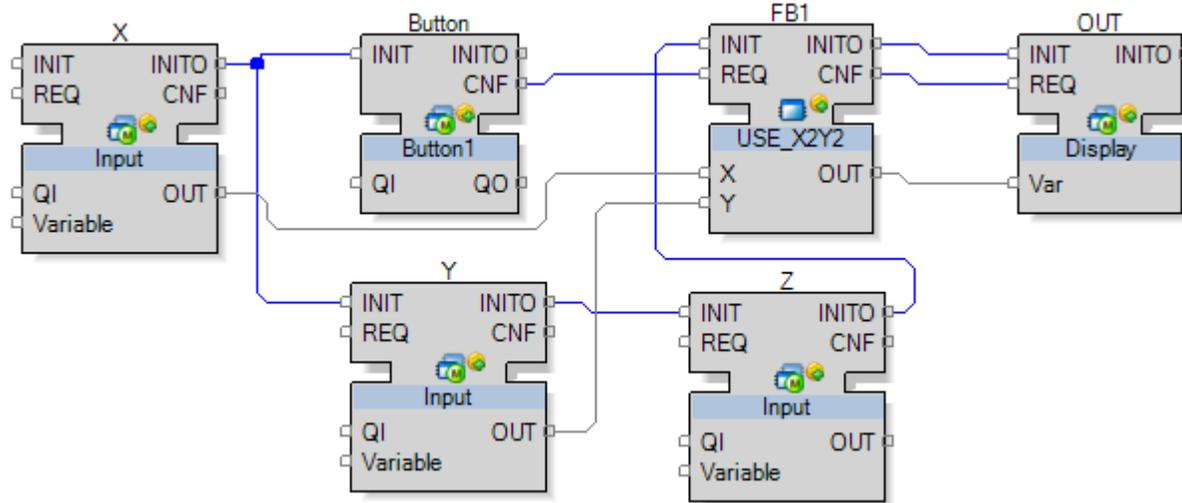 X
INIT INITO
REQ CNF
Input
QI OUT
Variable
Button
INIT INITO
CNF
Button1
QI QO
FB1
INIT INITO
REQ CNF
USE_X2Y2
X OUT
Y
OUT
INIT INITO
REQ
Display
Var
Y
INIT INITO
REQ CNF
Input
QI OUT
Variable
Z
INIT INITO
REQ CNF
Input
QI OUT
Variable